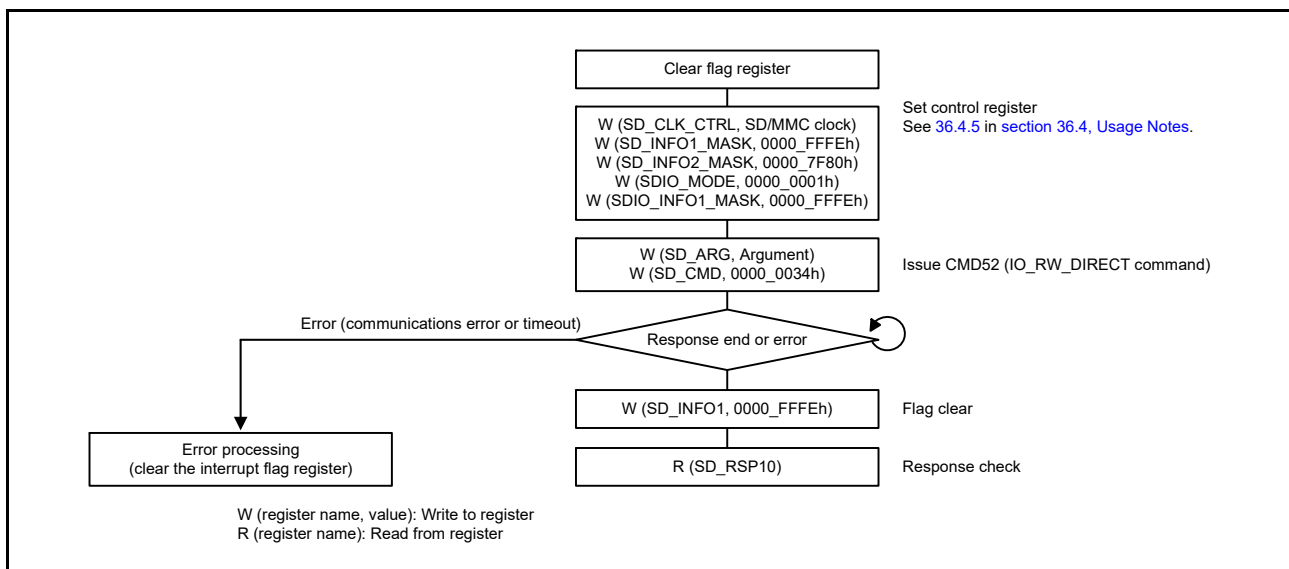 Clear flag register
W (SD_CLK_CTRL, SD/MMC clock)
W (SD_INFO1_MASK, 0000_FFFEh)
W (SD_INFO2_MASK, 0000_7F80h)
W (SDIO_MODE, 0000_0001h)
W (SDIO_INFO1_MASK, 0000_FFFEh)
Set control register
See 36.4.5 in section 36.4, Usage Notes.
W (SD_ARG, Argument)
W (SD_CMD, 0000_0034h)
Issue CMD52 (IO_RW_DIRECT command)
Error (communications error or timeout)
Response end or error
W (SD_INFO1, 0000_FFFEh)
Flag clear
Error processing
(clear the interrupt flag register)
R (SD_RSP10)
Response check
W (register name, value): Write to register
R (register name): Read from register